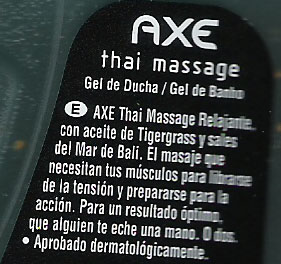 AXE
thai massage
Gel de Ducha / Gel de Banho
E AXE Thai Massage Relajante,
con aceite de Tigergrass y sales
del Mar de Bali. El masaje que
necesitan tus músculos para librarse
de la tensión y prepararse para la
acción. Para un resultado óptimo,
que alguien te eche una mano. O dos.
• Aprobado dermatológicamente.